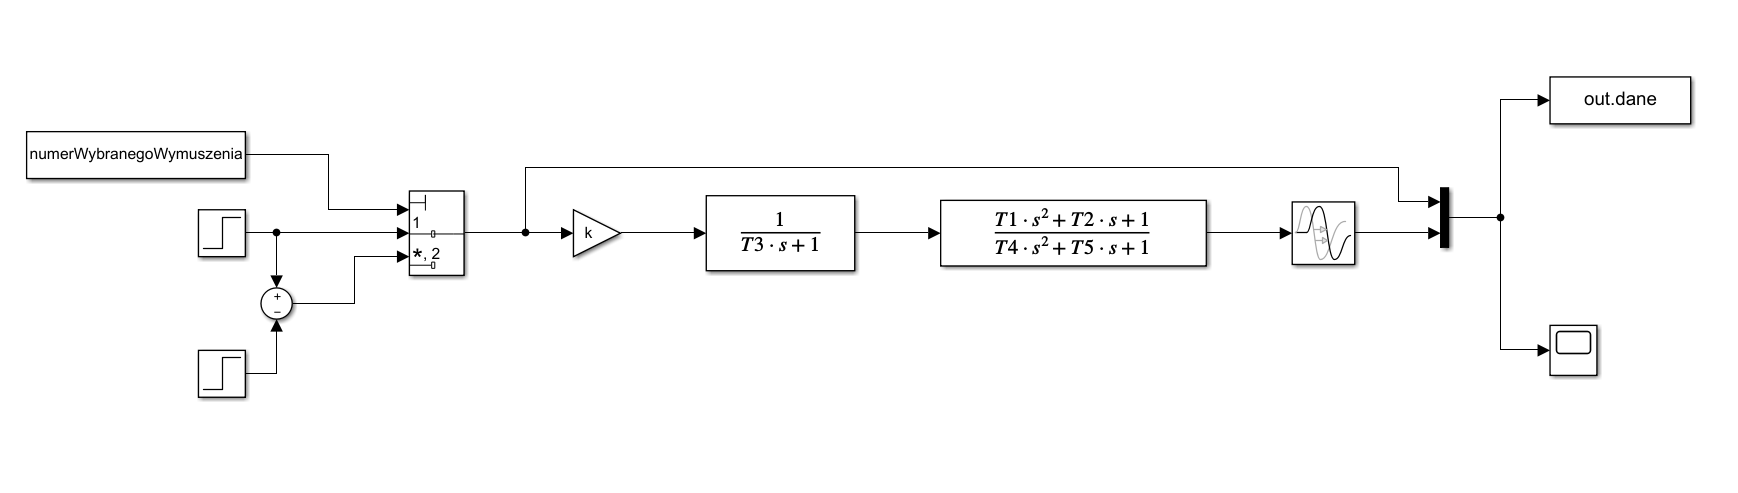 out.dane
numerWybranegoWymuszenia
1
*, 2
+
−
k
1
T3 · s + 1
T1 · s² + T2 · s + 1
T4 · s² + T5 · s + 1